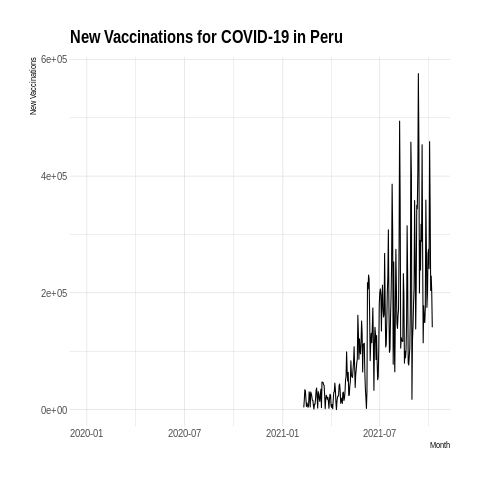 New Vaccinations for COVID-19 in Peru
New Vaccinations
6e+05
4e+05
2e+05
0e+00
2020-01
2020-07
2021-01
2021-07
Month